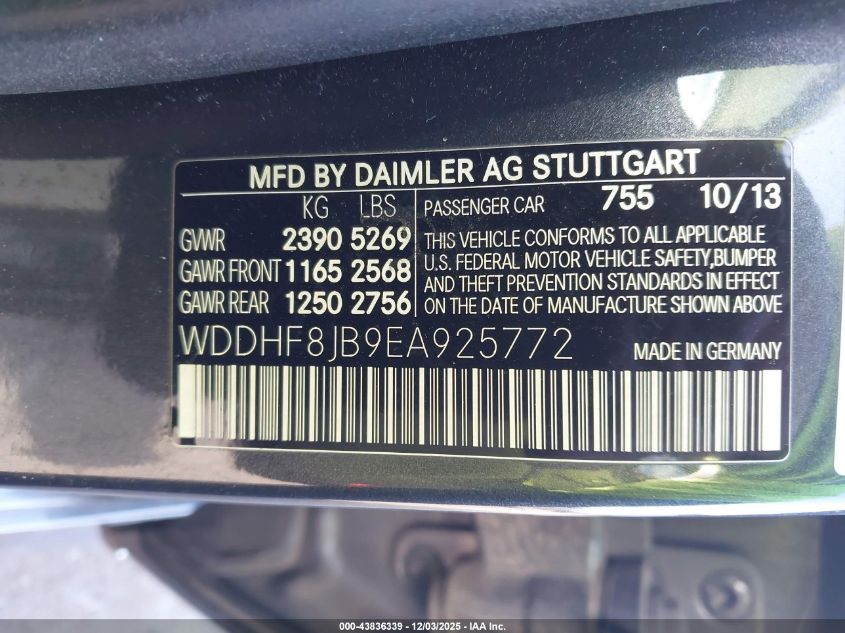 MFD BY DAIMLER AG STUTTGART
KG LBS
GVWR 2390 5269
GAWR FRONT 1165 2568
GAWR REAR 1250 2756
PASSENGER CAR 755 10/13
THIS VEHICLE CONFORMS TO ALL APPLICABLE
U.S. FEDERAL MOTOR VEHICLE SAFETY,BUMPER
AND THEFT PREVENTION STANDARDS IN EFFECT
ON THE DATE OF MANUFACTURE SHOWN ABOVE
WDDHF8JB9EA925772 MADE IN GERMANY
000-43836339 - 12/03/2025 - IAA Inc.